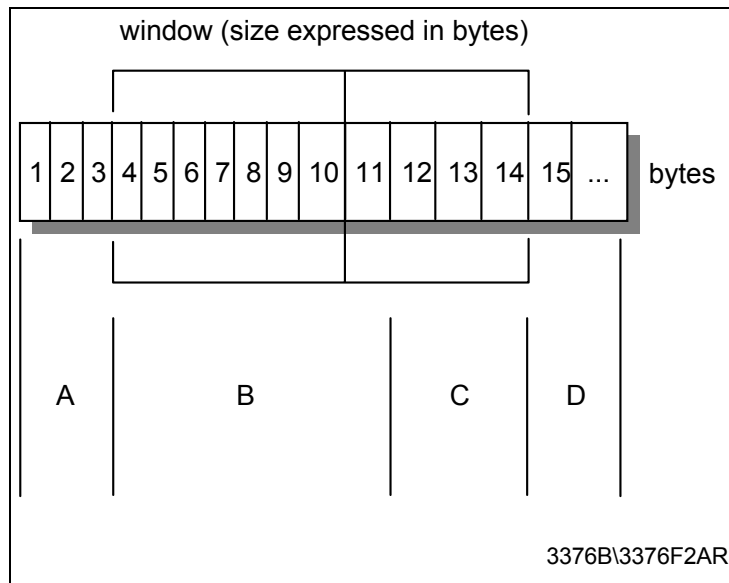 window (size expressed in bytes)
1 2 3 4 5 6 7 8 9 10 11 12 13 14 15 ... bytes
A B C D
3376B\3376F2AR